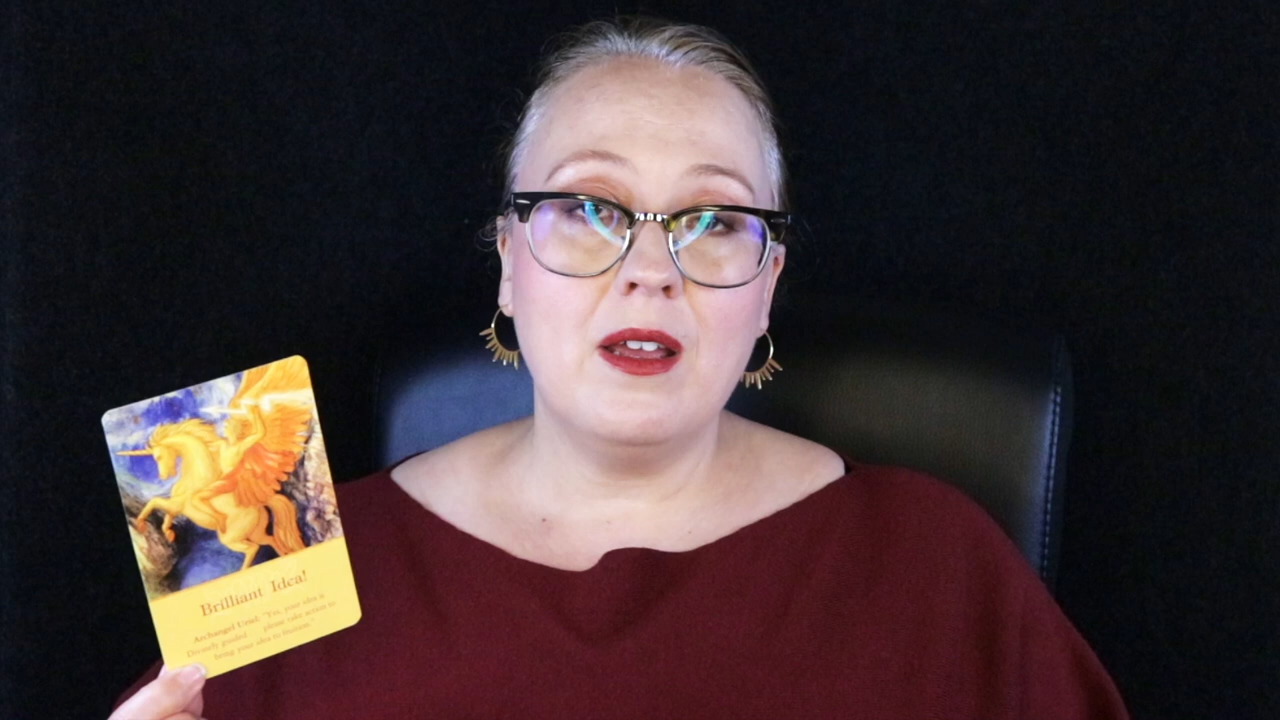 Brilliant Idea!
Archangel Uriel: "Yes, your idea is
Divinely guided please take action to
bring your idea to fruition."